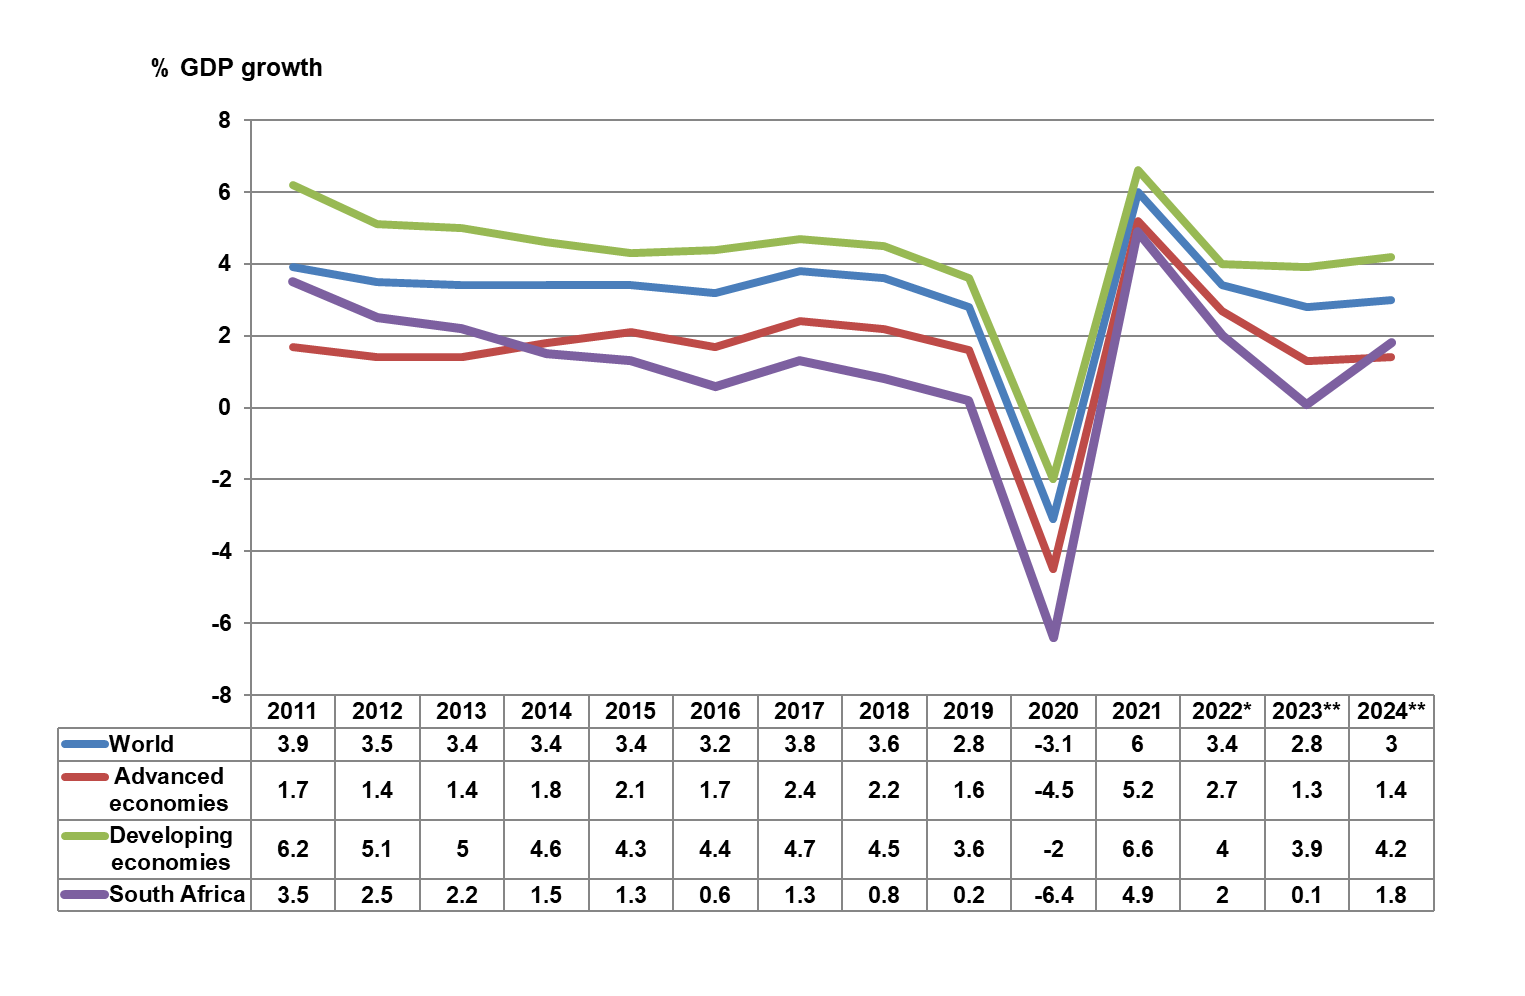 % GDP growth
8
6
4
2
0
-2
-4
-6
-8
2011 2012 2013 2014 2015 2016 2017 2018 2019 2020 2021 2022* 2023** 2024**
World 3.9 3.5 3.4 3.4 3.4 3.2 3.8 3.6 2.8 -3.1 6 3.4 2.8 3
Advanced
economies 1.7 1.4 1.4 1.8 2.1 1.7 2.4 2.2 1.6 -4.5 5.2 2.7 1.3 1.4
Developing
economies 6.2 5.1 5 4.6 4.3 4.4 4.7 4.5 3.6 -2 6.6 4 3.9 4.2
South Africa 3.5 2.5 2.2 1.5 1.3 0.6 1.3 0.8 0.2 -6.4 4.9 2 0.1 1.8